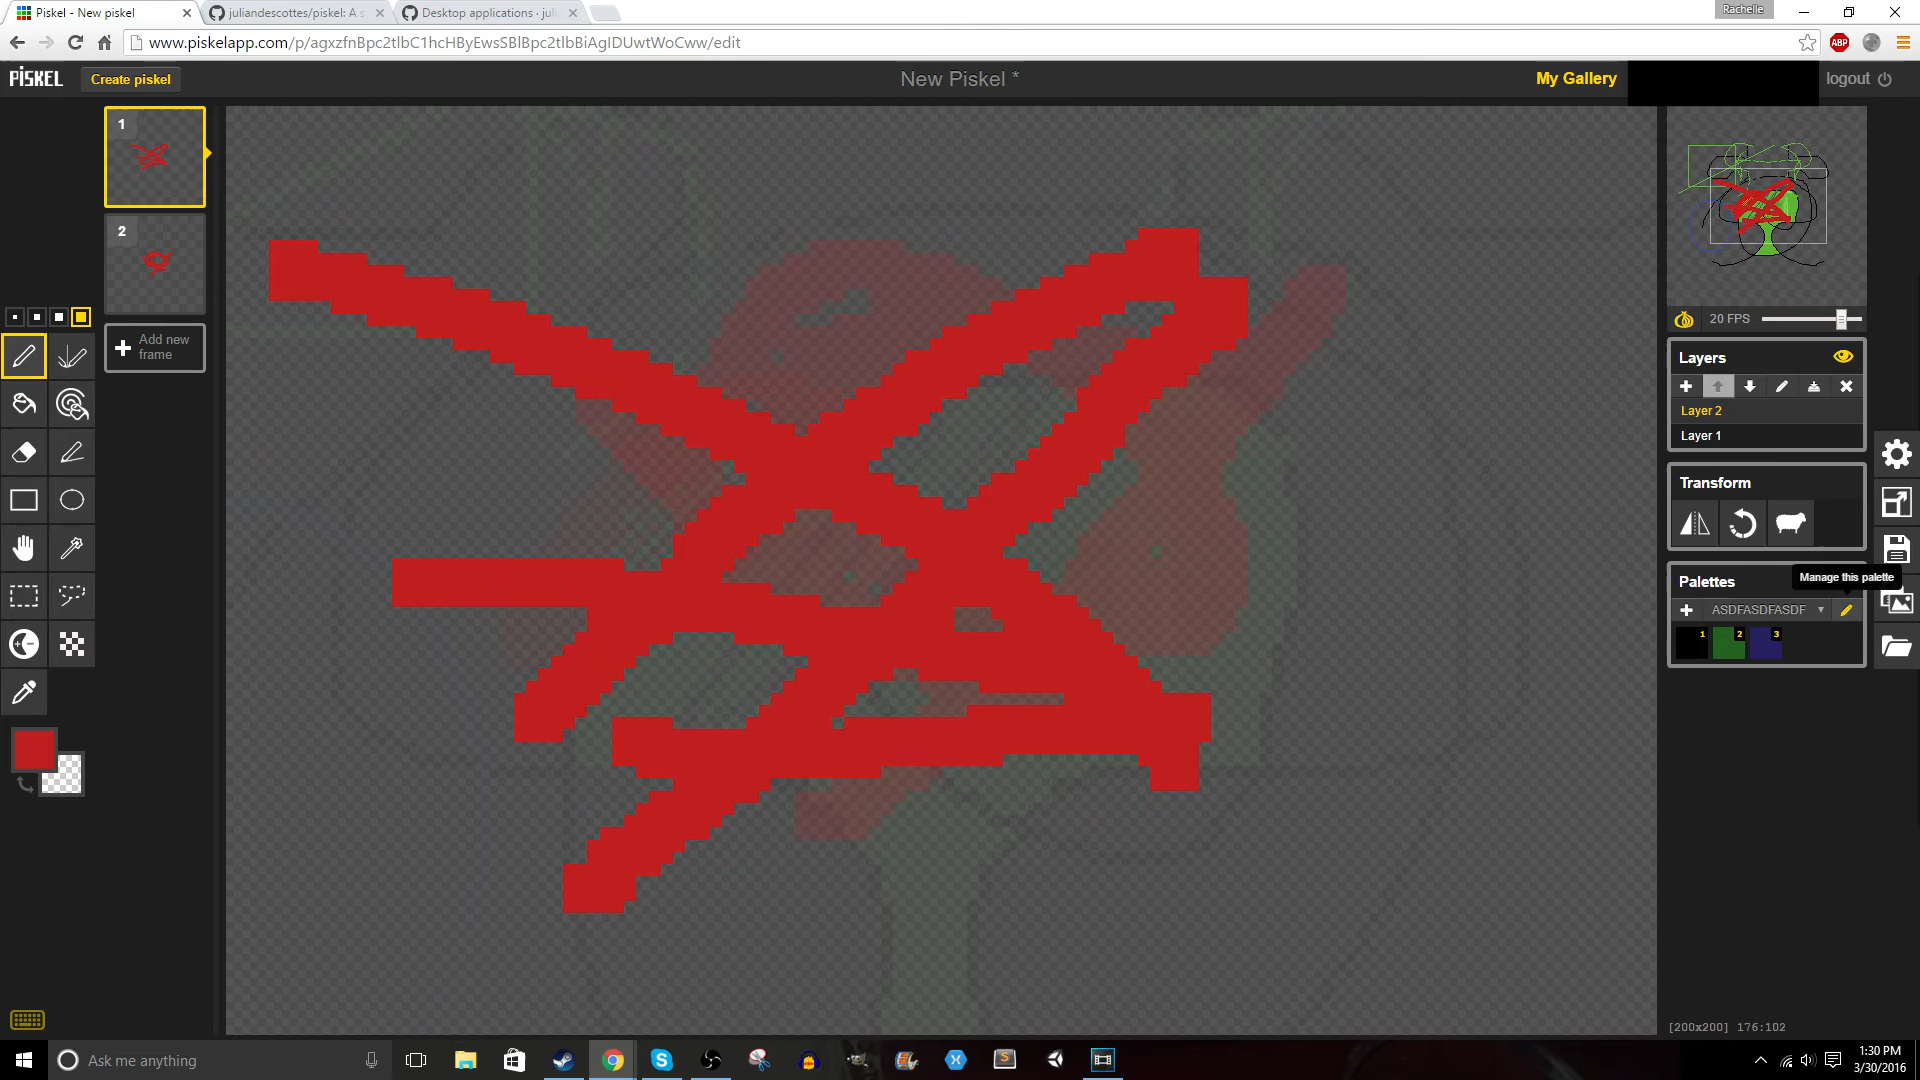 Piskel - New piskel
juliandescottes/piskel: A s
Desktop applications · juli
Rachelle
www.piskelapp.com/p/agxzfnBpc2tlbC1hcHByEwsSBlBpc2tlbBiAgIDUwtWoCww/edit
ABP
PISKEL
Create piskel
New Piskel *
My Gallery
logout
1
2
Add new
frame
20 FPS
Layers
Layer 2
Layer 1
Transform
Manage this palette
Palettes
ASDFASDFASDF
1
2
3
[200x200] 176:102
Ask me anything
1:30 PM
3/30/2016